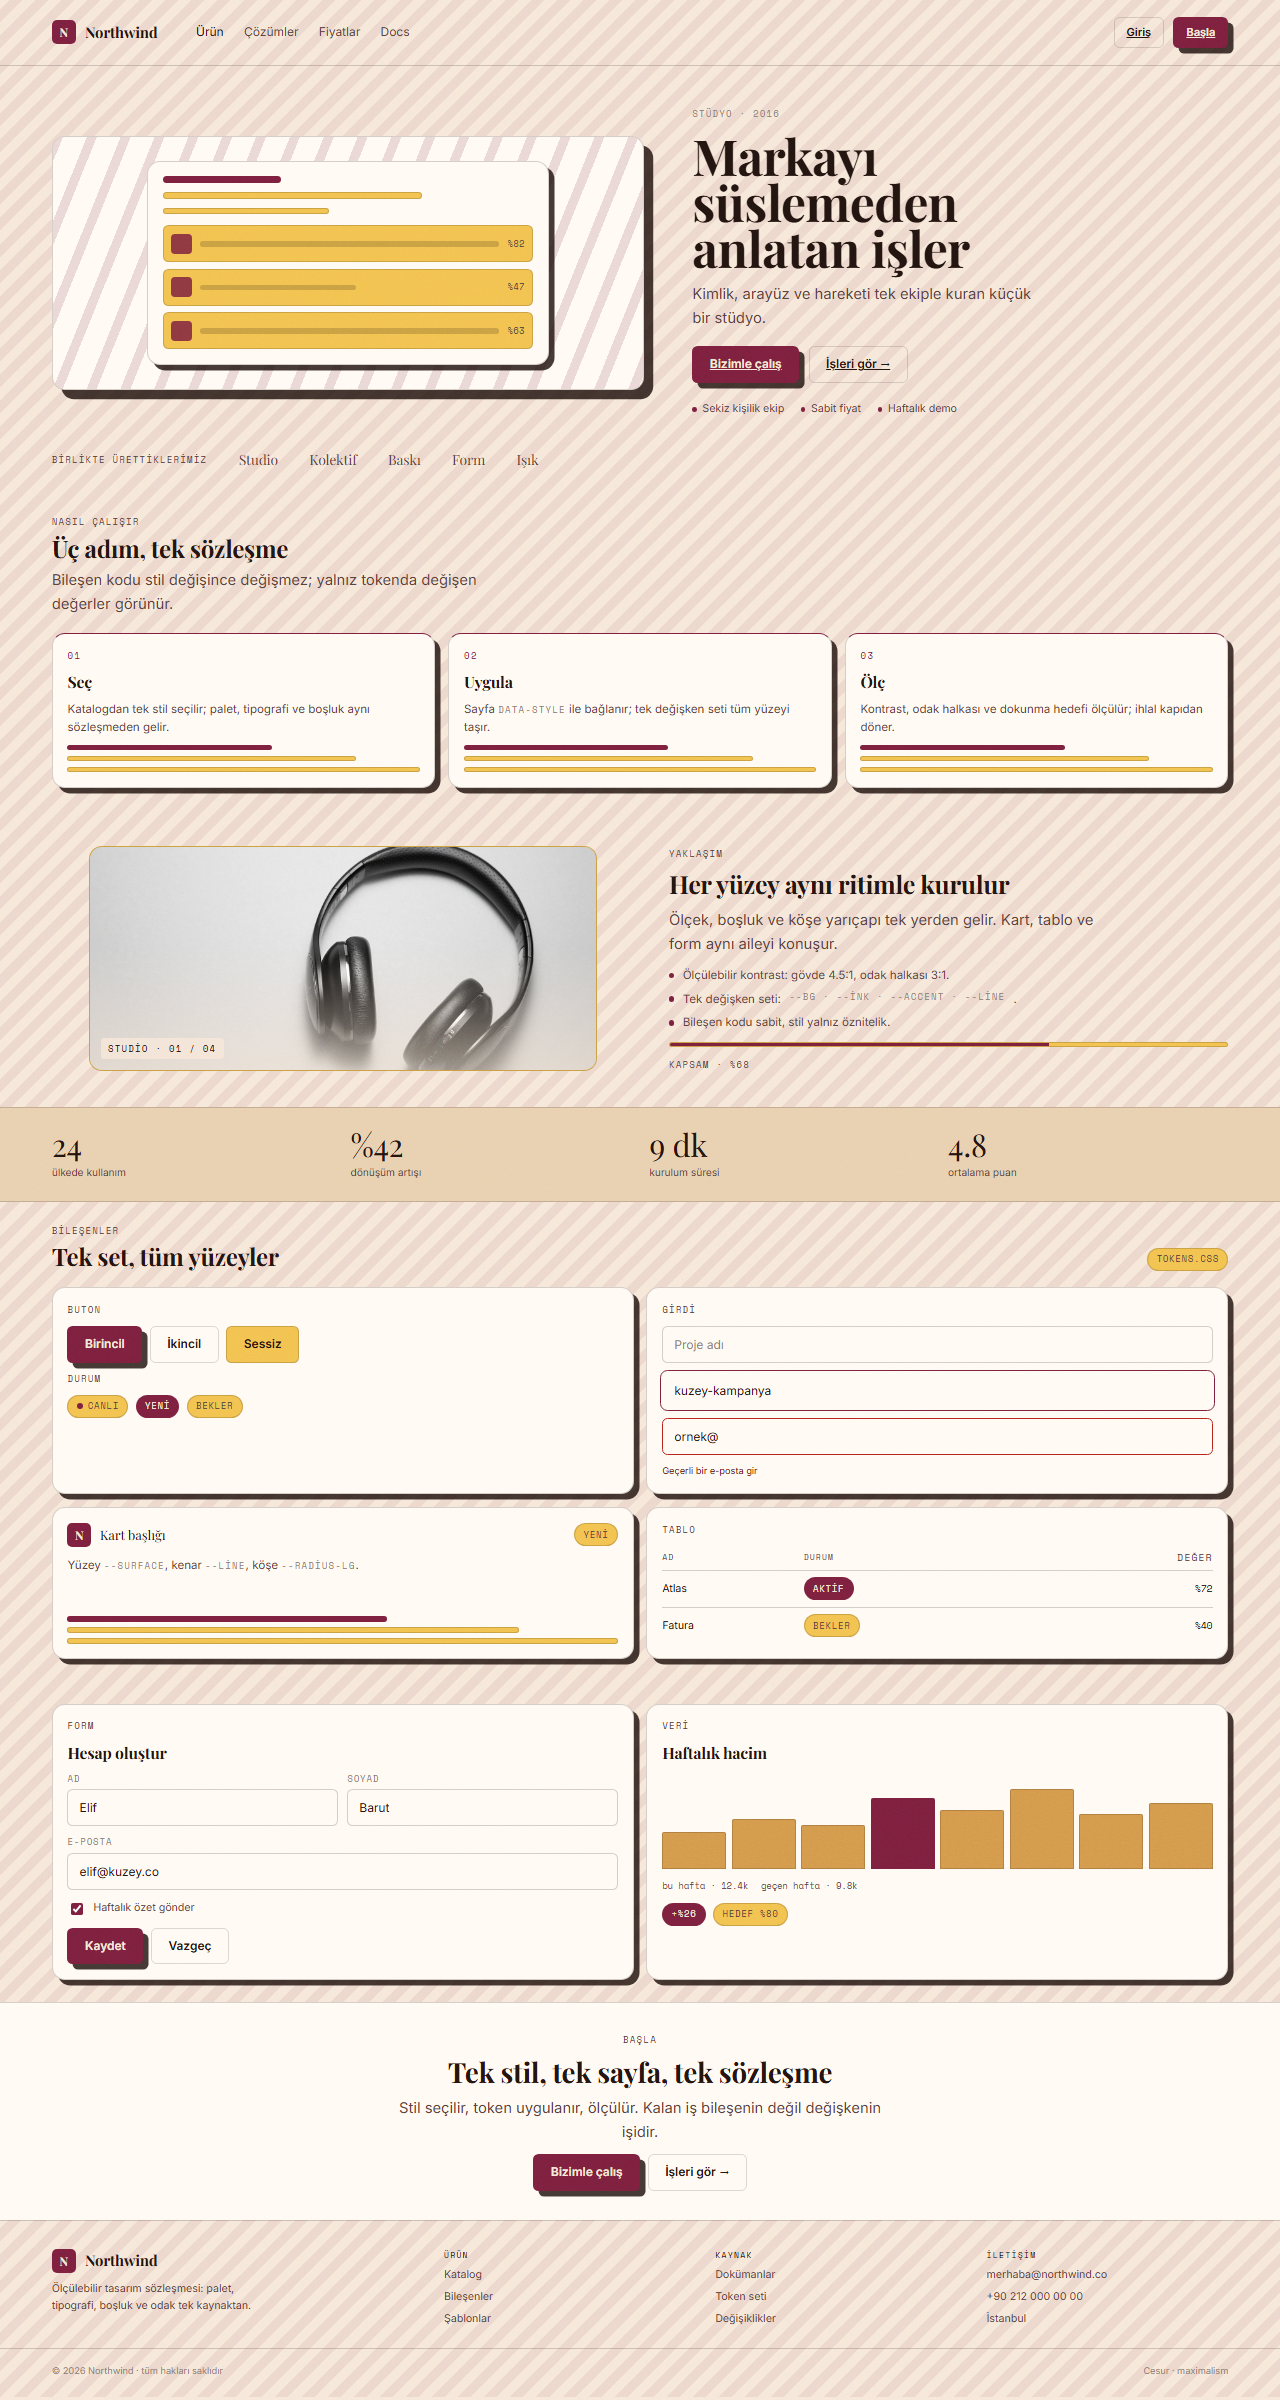 N Northwind Ürün Çözümler Fiyatlar Docs Giriş Başla
STÜDYO · 2016
Markayı
süslemeden
anlatan işler
Kimlik, arayüz ve hareketi tek ekiple kuran küçük
bir stüdyo.
Bizimle çalış İşleri gör →
Sekiz kişilik ekip Sabit fiyat Haftalık demo
%82
%47
%63
BİRLİKTE ÜRETTİKLERİMİZ Studio Kolektif Baskı Form Işık
NASIL ÇALIŞIR
Üç adım, tek sözleşme
Bileşen kodu stil değişince değişmez; yalnız tokenda değişen
değerler görünür.
01
Seç
Katalogdan tek stil seçilir; palet, tipografi ve boşluk aynı
sözleşmeden gelir.
02
Uygula
Sayfa DATA-STYLE ile bağlanır; tek değişken seti tüm yüzeyi
taşır.
03
Ölç
Kontrast, odak halkası ve dokunma hedefi ölçülür; ihlal kapıdan
döner.
STUDİO · 01 / 04
YAKLAŞIM
Her yüzey aynı ritimle kurulur
Ölçek, boşluk ve köşe yarıçapı tek yerden gelir. Kart, tablo ve
form aynı aileyi konuşur.
Ölçülebilir kontrast: gövde 4.5:1, odak halkası 3:1.
Tek değişken seti: --BG · --İNK · --ACCENT · --LİNE .
Bileşen kodu sabit, stil yalnız öznitelik.
KAPSAM · %68
24
ülkede kullanım
%42
dönüşüm artışı
9 dk
kurulum süresi
4.8
ortalama puan
BİLEŞENLER
Tek set, tüm yüzeyler
TOKENS.CSS
BUTON
Birincil İkincil Sessiz
DURUM
CANLI YENİ BEKLER
GİRDİ
Proje adı
kuzey-kampanya
ornek@
Geçerli bir e-posta gir
N Kart başlığı YENİ
Yüzey --SURFACE, kenar --LİNE, köşe --RADİUS-LG.
TABLO
AD DURUM DEĞER
Atlas AKTİF %72
Fatura BEKLER %40
FORM
Hesap oluştur
AD SOYAD
Elif Barut
E-POSTA
elif@kuzey.co
Haftalık özet gönder
Kaydet Vazgeç
VERİ
Haftalık hacim
bu hafta · 12.4k geçen hafta · 9.8k
+%26 HEDEF %80
BAŞLA
Tek stil, tek sayfa, tek sözleşme
Stil seçilir, token uygulanır, ölçülür. Kalan iş bileşenin değil değişkenin
işidir.
Bizimle çalış İşleri gör →
N Northwind
Ölçülebilir tasarım sözleşmesi: palet,
tipografi, boşluk ve odak tek kaynaktan.
ÜRÜN
Katalog
Bileşenler
Şablonlar
KAYNAK
Dokümanlar
Token seti
Değişiklikler
İLETİŞİM
merhaba@northwind.co
+90 212 000 00 00
İstanbul
© 2026 Northwind · tüm hakları saklıdır
Cesur · maximalism